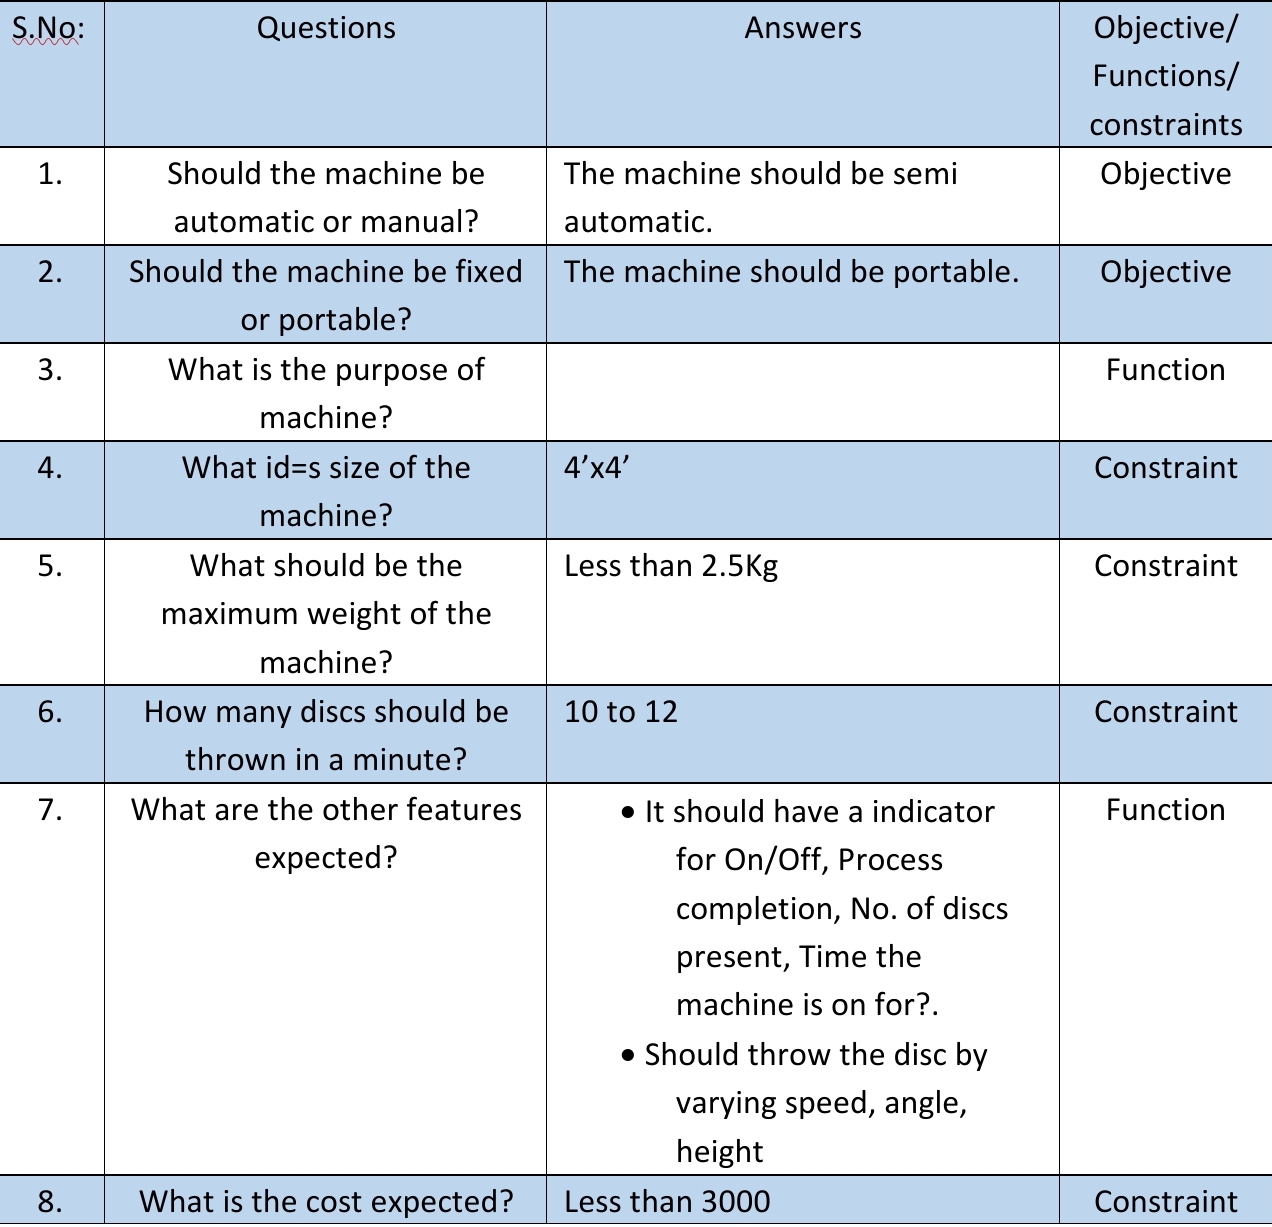 S.No:
Questions
Answers
Objective/
Functions/
constraints
1.
Should the machine be
automatic or manual?
The machine should be semi
automatic.
Objective
2.
Should the machine be fixed
or portable?
The machine should be portable.
Objective
3.
What is the purpose of
machine?
Function
4.
What id=s size of the
machine?
4’x4’
Constraint
5.
What should be the
maximum weight of the
machine?
Less than 2.5Kg
Constraint
6.
How many discs should be
thrown in a minute?
10 to 12
Constraint
7.
What are the other features
expected?
• It should have a indicator
for On/Off, Process
completion, No. of discs
present, Time the
machine is on for?.
• Should throw the disc by
varying speed, angle,
height
Function
8.
What is the cost expected?
Less than 3000
Constraint